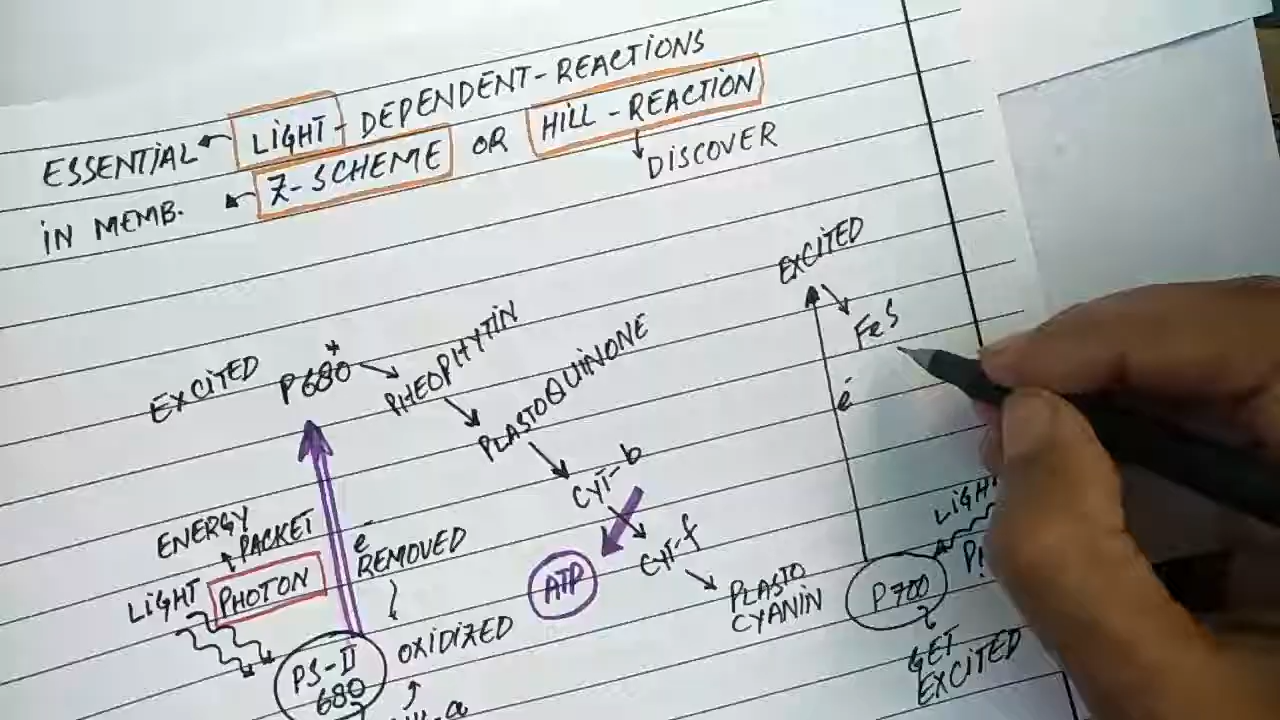 ESSENTIAL LIGHT-DEPENDENT-REACTIONS
IN MEMB. Z-SCHEME OR HILL-REACTION
DISCOVER
EXCITED
FeS
EXCITED P680*
PHEOPHYTIN
PLASTOQUINONE
CYT-b
CYT-f
PLASTO
CYANIN
ATP
e
ENERGY
PACKET
LIGHT PHOTON
e
REMOVED
OXIDIZED
PS-II
680
P700
GET
EXCITED